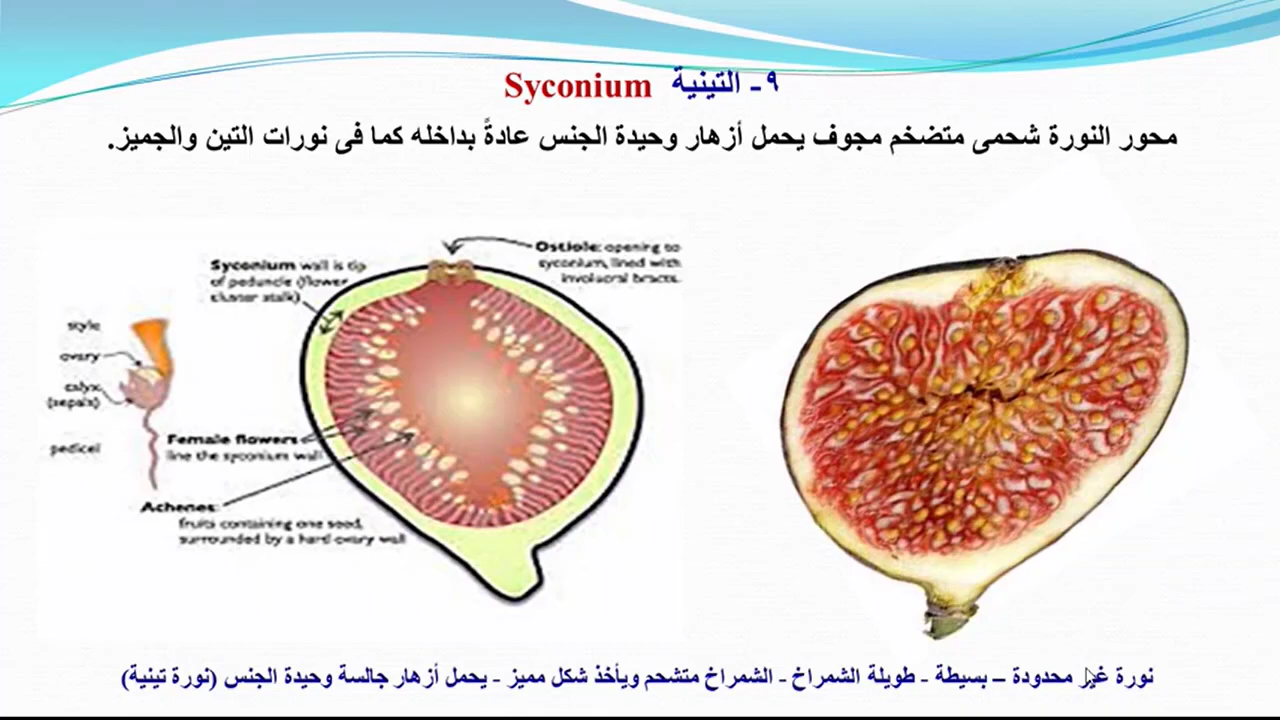 ٩- التينية Syconium
محور النورة شحمى متضخم مجوف يحمل أزهار وحيدة الجنس عادةً بداخله كما فى نورات التين والجميز.
Ostiole: opening to
syconium, lined with
involucral bracts.
Syconium wall is tip
of peduncle (flower
cluster stalk)
style
ovary
calyx
(sepals)
pedicel
Female flowers
line the syconium wall
Achenes:
fruits containing one seed,
surrounded by a hard ovary wall
نورة غير محدودة – بسيطة - طويلة الشمراخ - الشمراخ متشحم ويأخذ شكل مميز - يحمل أزهار جالسة وحيدة الجنس (نورة تينية)